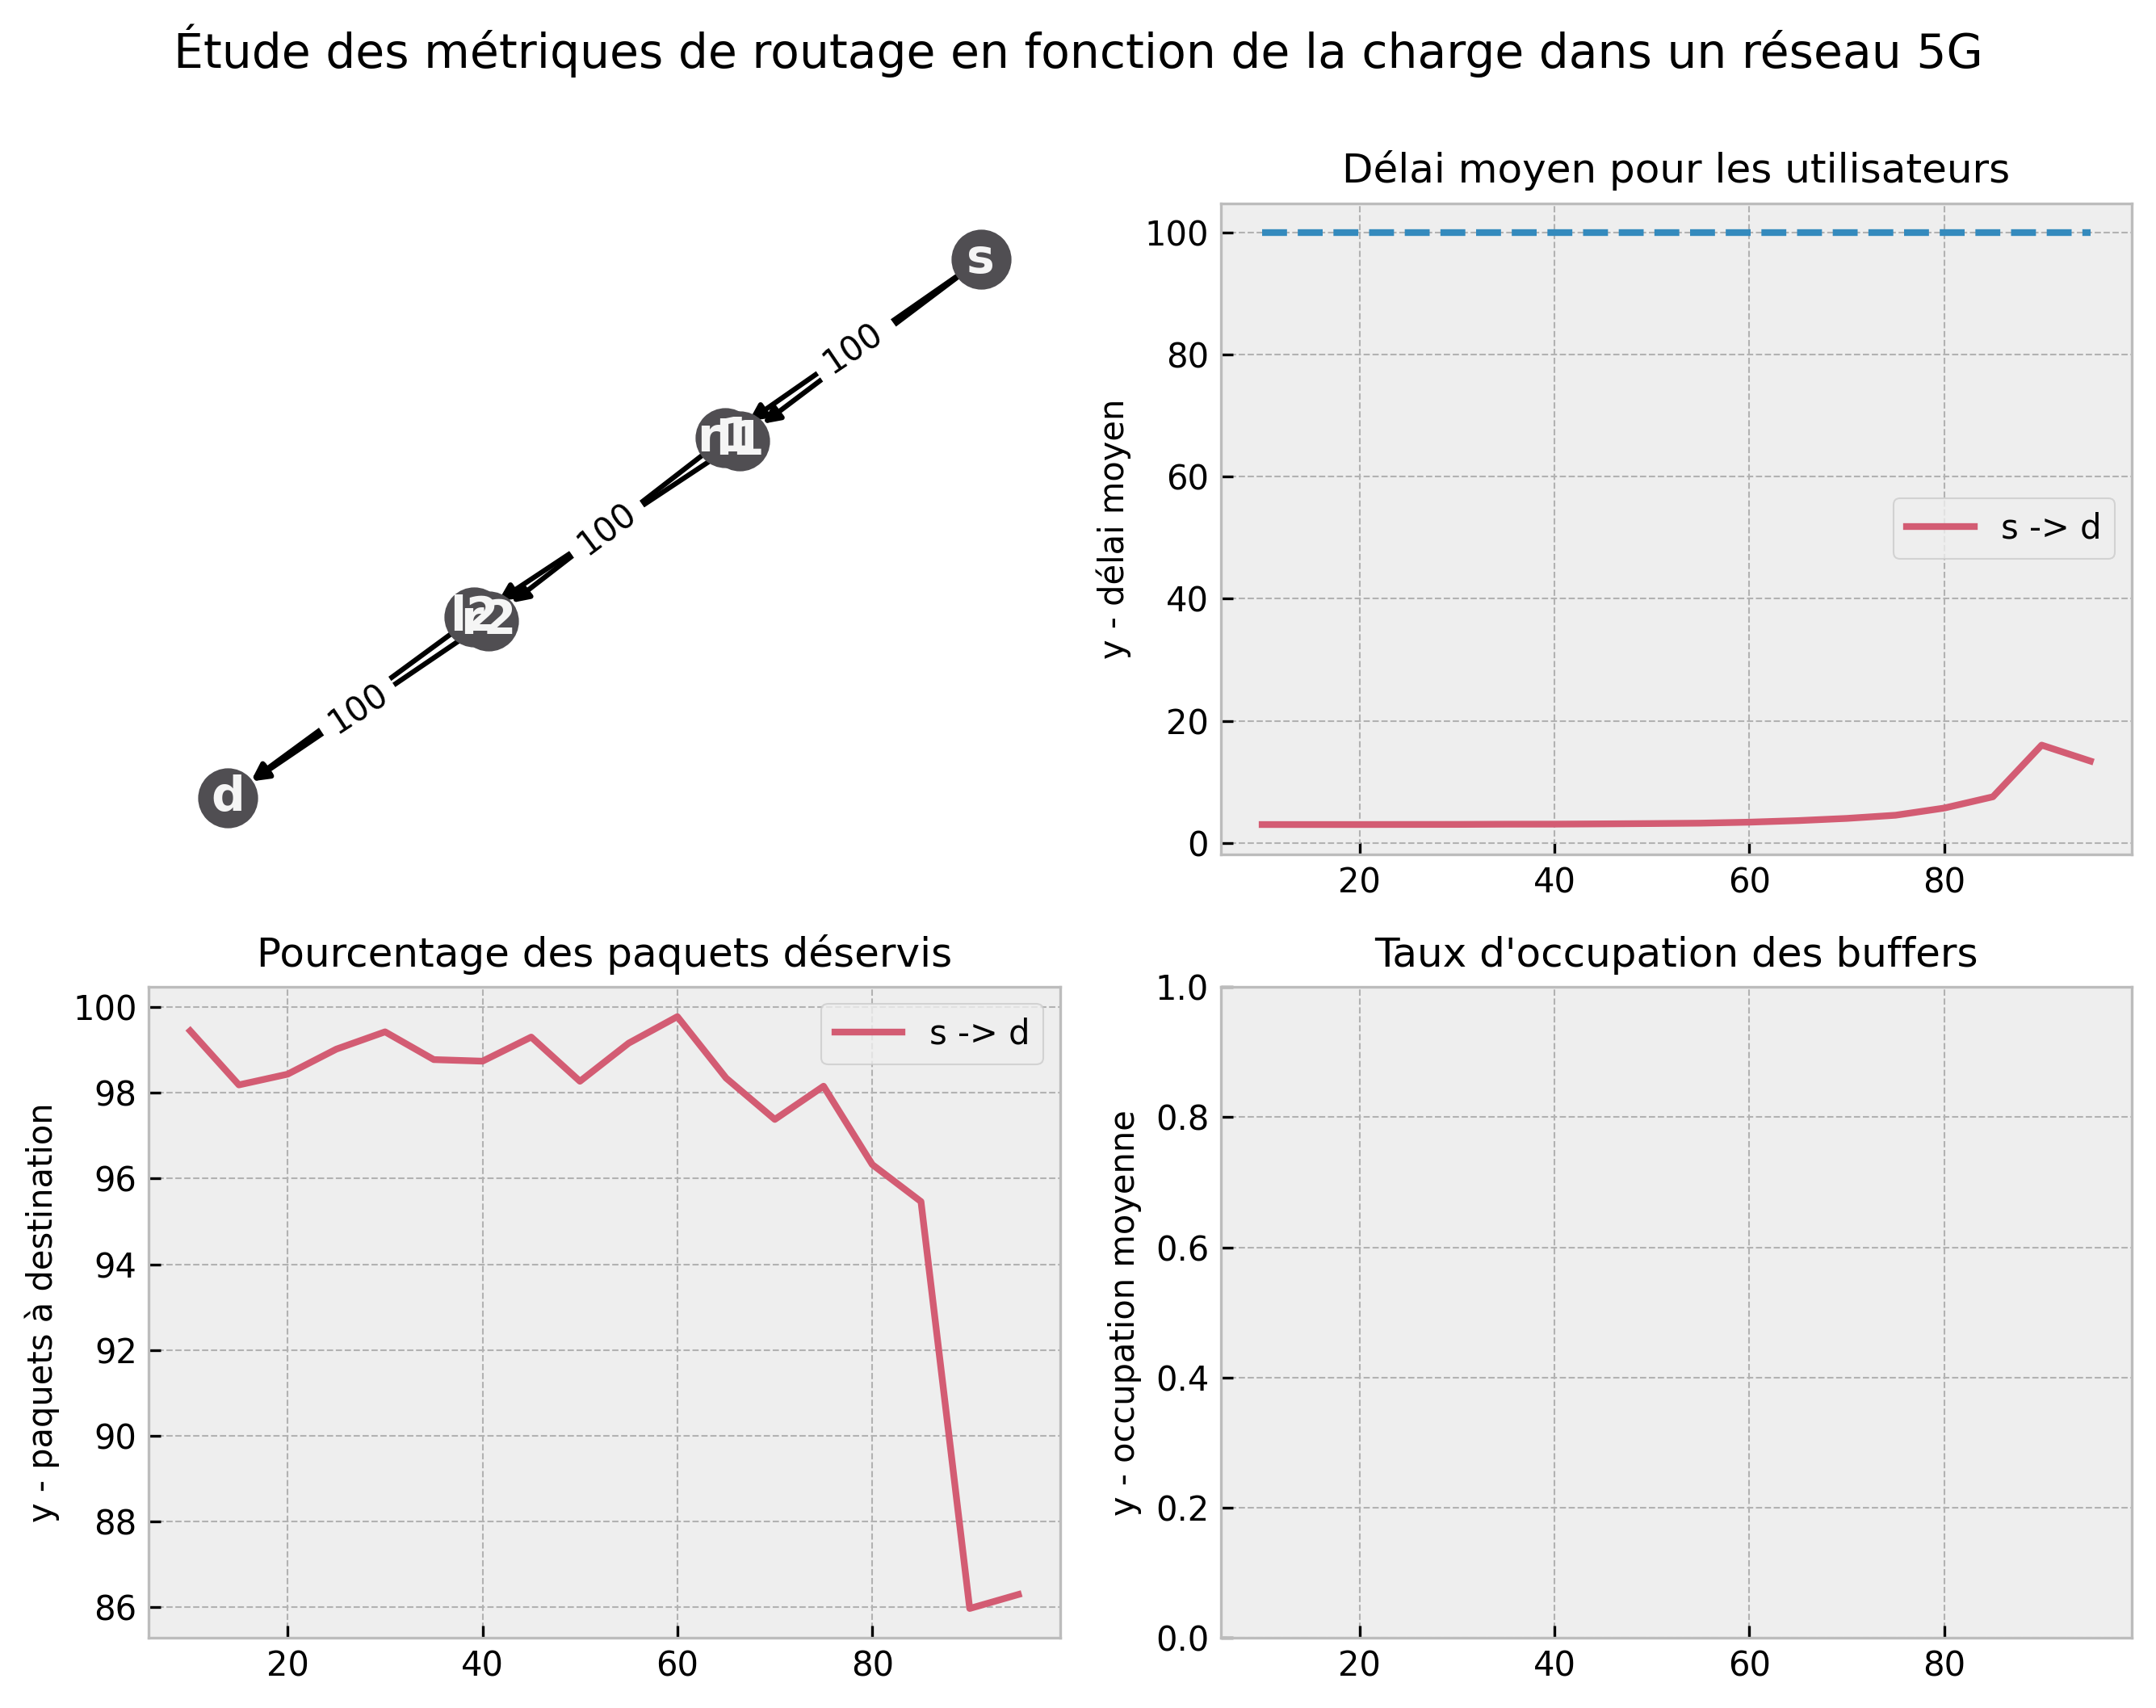 Étude des métriques de routage en fonction de la charge dans un réseau 5G
s
100
100
100
d
Délai moyen pour les utilisateurs
y - délai moyen
100
80
60
40
20
0
s -> d
20 40 60 80
Pourcentage des paquets déservis
y - paquets à destination
100
98
96
94
92
90
88
86
s -> d
20 40 60 80
Taux d'occupation des buffers
y - occupation moyenne
1.0
0.8
0.6
0.4
0.2
0.0
20 40 60 80